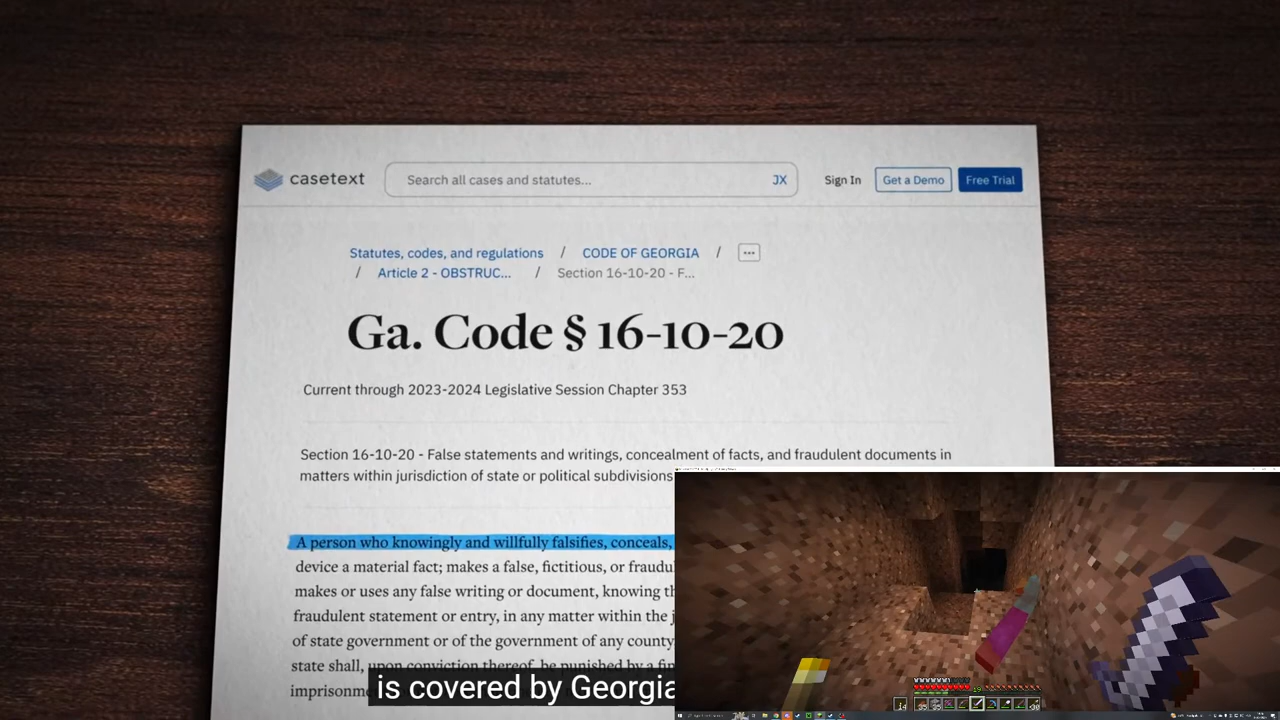 casetext
Search all cases and statutes...
JX
Sign In
Get a Demo
Free Trial
Statutes, codes, and regulations / CODE OF GEORGIA / ...
/ Article 2 - OBSTRUC... / Section 16-10-20 - F...
Ga. Code § 16-10-20
Current through 2023-2024 Legislative Session Chapter 353
Section 16-10-20 - False statements and writings, concealment of facts, and fraudulent documents in
matters within jurisdiction of state or political subdivisions
A person who knowingly and willfully falsifies, conceals,
device a material fact; makes a false, fictitious, or fraudul
makes or uses any false writing or document, knowing th
fraudulent statement or entry, in any matter within the j
of state government or of the government of any county
state shall, upon conviction thereof, be punished by a fin
imprisonme
is covered by Georgia